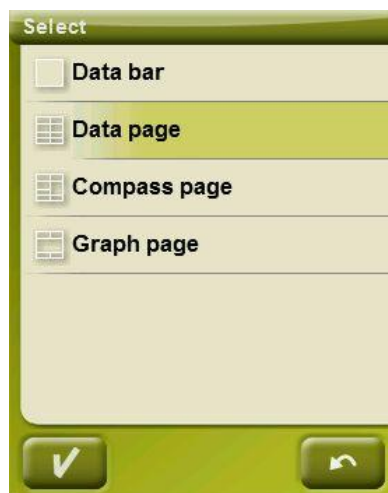 Select
Data bar
Data page
Compass page
Graph page